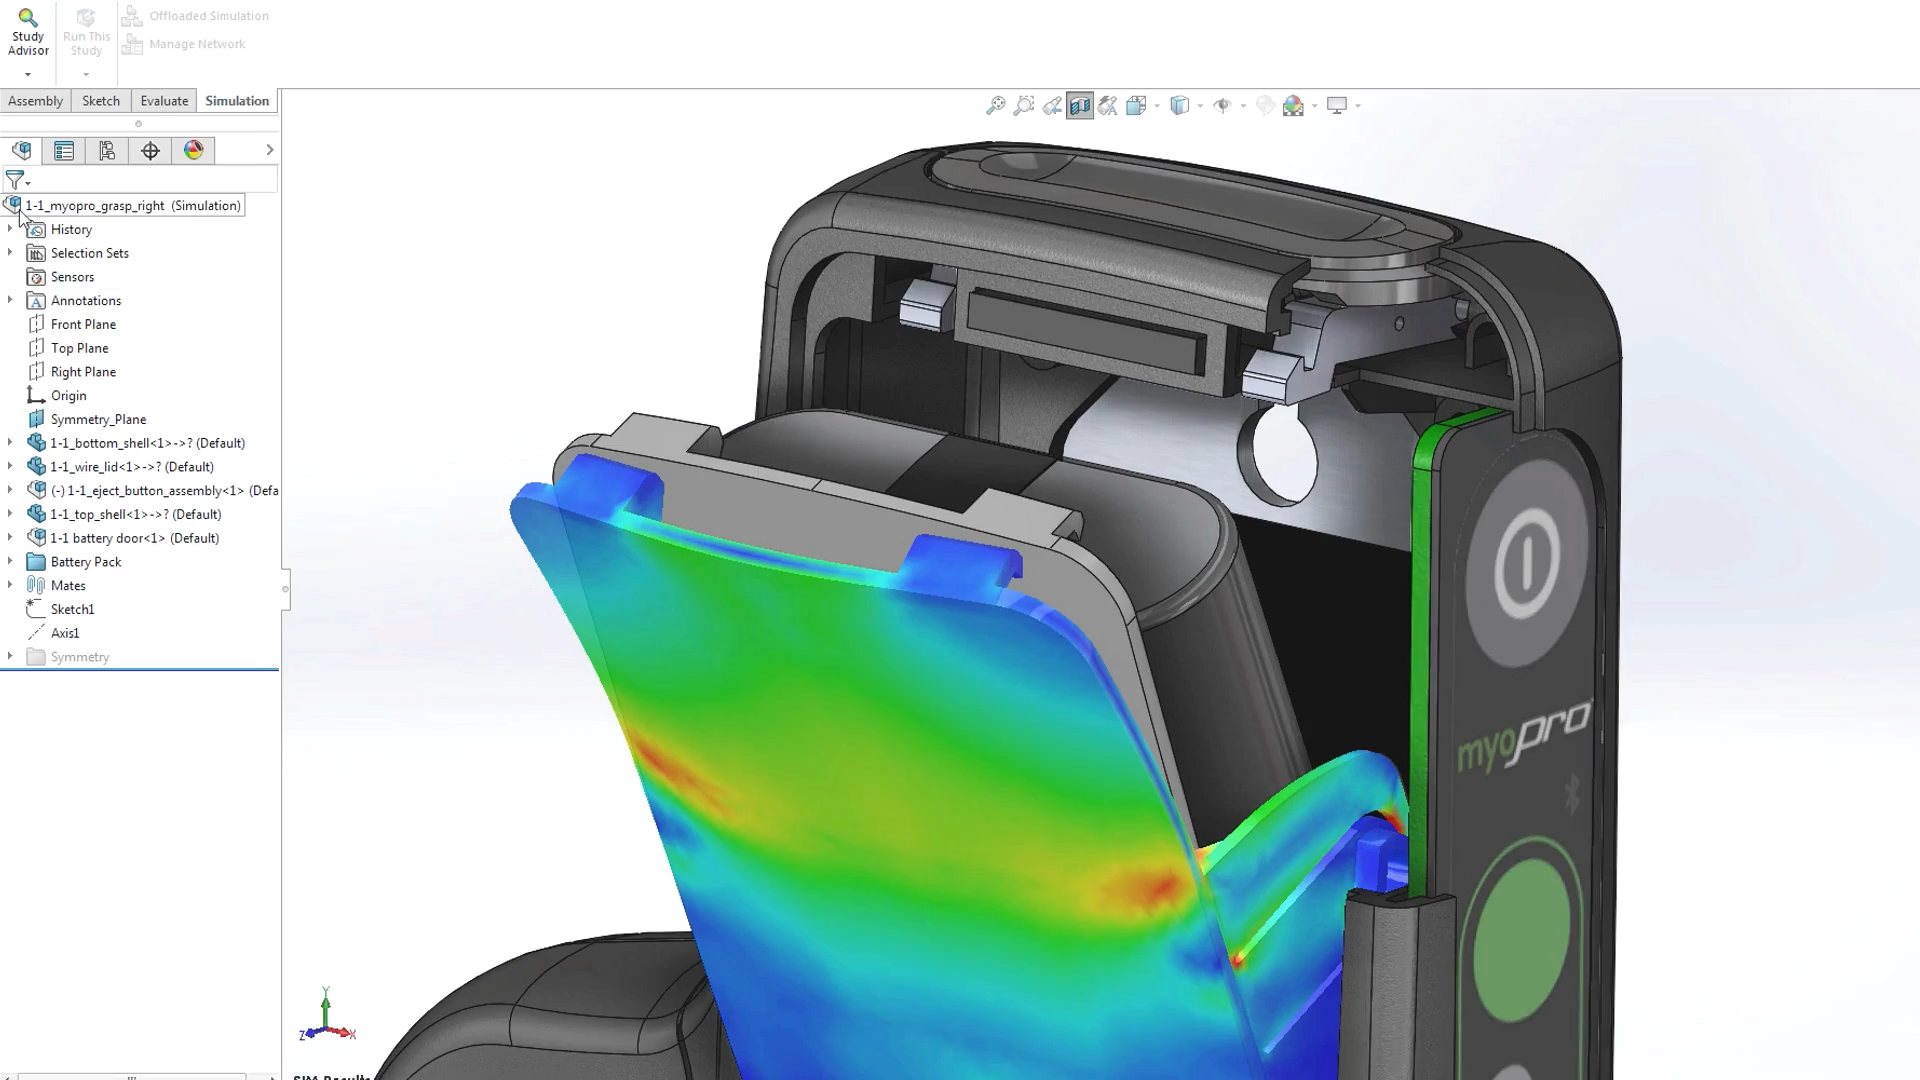 Study
Advisor
Run This
Study
Offloaded Simulation
Manage Network
Assembly
Sketch
Evaluate
Simulation
1-1_myopro_grasp_right (Simulation)
History
Selection Sets
Sensors
Annotations
Front Plane
Top Plane
Right Plane
Origin
Symmetry_Plane
1-1_bottom_shell<1>->? (Default)
1-1_wire_lid<1>->? (Default)
(-) 1-1_eject_button_assembly<1> (Defa
1-1_top_shell<1>->? (Default)
1-1 battery door<1> (Default)
Battery Pack
Mates
Sketch1
Axis1
Symmetry
myopro
Y
Z
X
SIM Results